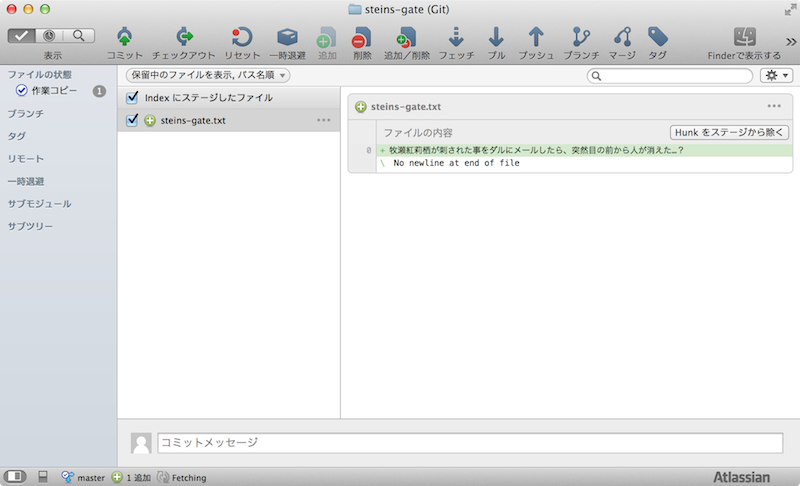 steins-gate (Git)
表示 コミット チェックアウト リセット 一時退避 追加 削除 追加/削除 フェッチ プル プッシュ ブランチ マージ タグ Finderで表示する
ファイルの状態
作業コピー 1
ブランチ
タグ
リモート
一時退避
サブモジュール
サブツリー
保留中のファイルを表示, パス名順
Index にステージしたファイル
steins-gate.txt
steins-gate.txt
ファイルの内容 Hunk をステージから除く
0 + 牧瀬紅莉栖が刺された事をダルにメールしたら、突然目の前から人が消えた…？
\ No newline at end of file
コミットメッセージ
master 1 追加 Fetching Atlassian